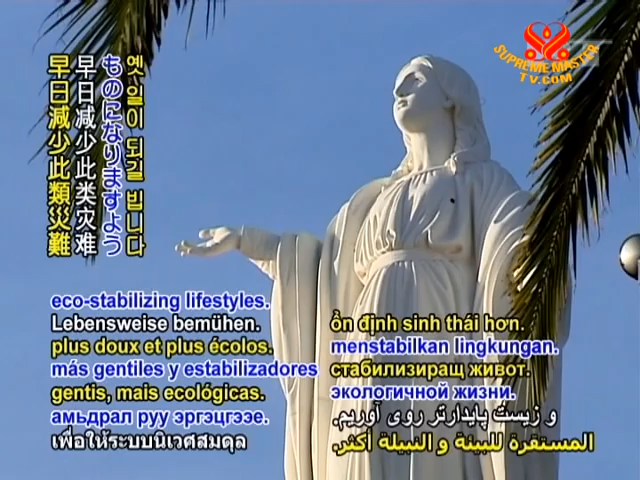 SUPREME MASTER
TV.COM
早日减少此類災難
早日减少此类灾难
ものになりますよう
옛 일이 되길 빕니다
eco-stabilizing lifestyles.
Lebensweise bemühen.
plus doux et plus écolos.
más gentiles y estabilizadores
gentis, mais ecológicas.
амьдрал руу эргэцгээе.
เพื่อให้ระบบนิเวศสมดุล
ổn định sinh thái hơn.
menstabilkan lingkungan.
стабилизиращ живот.
экологичной жизни.
و زیست پایدارتر روی آوریم.
المستقرة للبيئة و النبيلة أكثر.